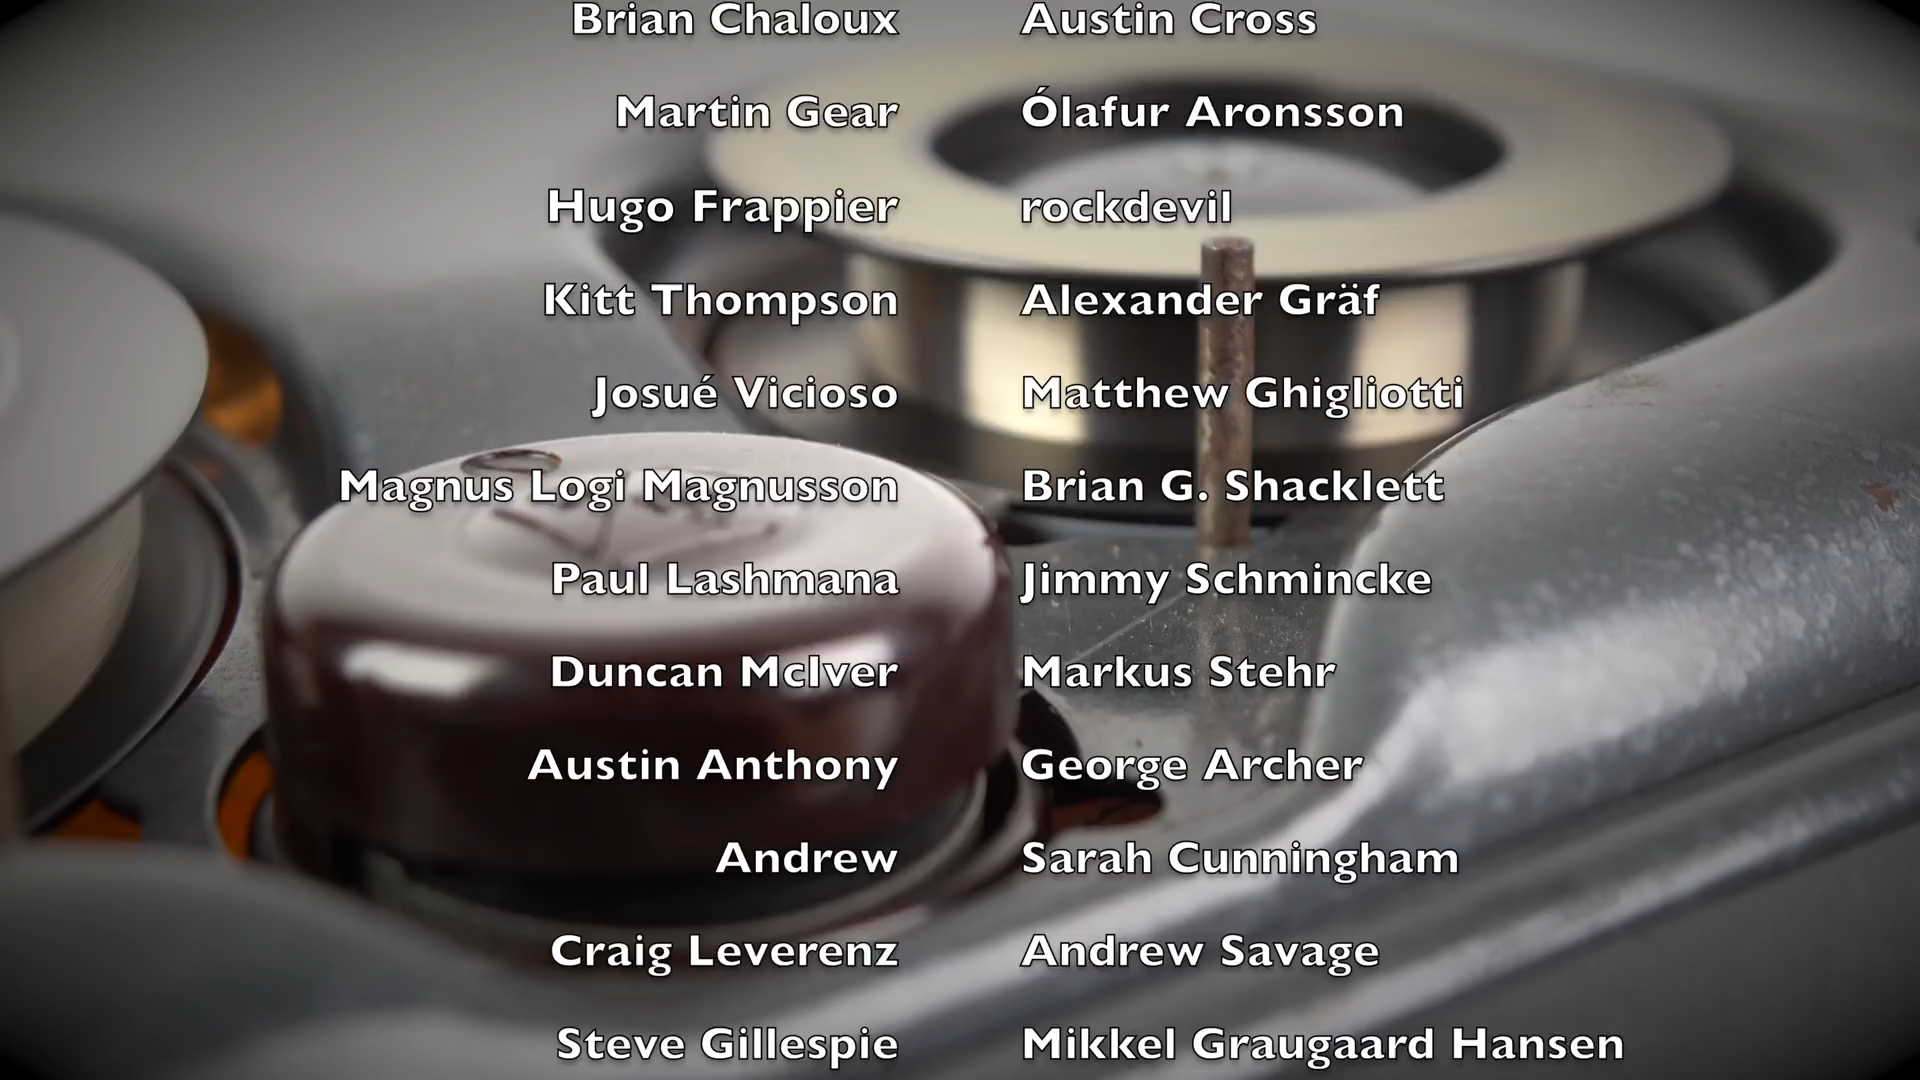 Brian Chaloux Austin Cross
Martin Gear Ólafur Aronsson
Hugo Frappier rockdevil
Kitt Thompson Alexander Gräf
Josué Vicioso Matthew Ghigliotti
Magnus Logi Magnusson Brian G. Shacklett
Paul Lashmana Jimmy Schmincke
Duncan McIver Markus Stehr
Austin Anthony George Archer
Andrew Sarah Cunningham
Craig Leverenz Andrew Savage
Steve Gillespie Mikkel Graugaard Hansen